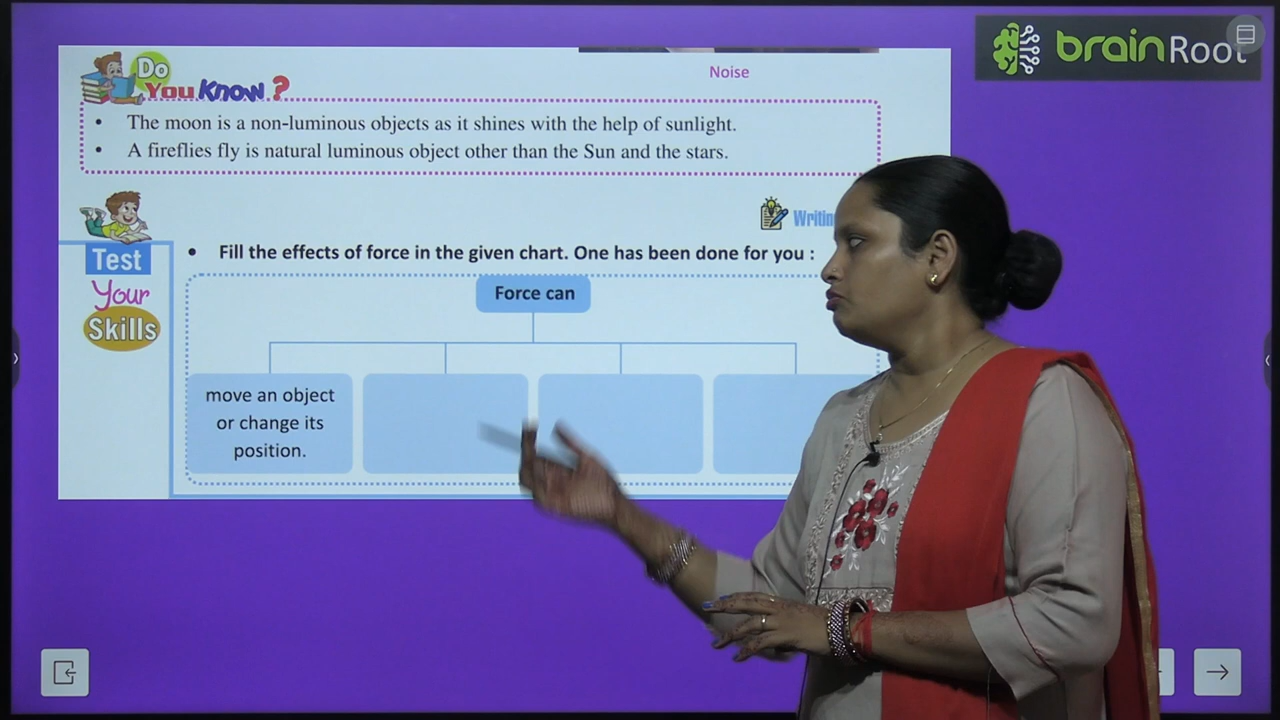 brainRoot
Noise
Do You Know ?
• The moon is a non-luminous objects as it shines with the help of sunlight.
• A fireflies fly is natural luminous object other than the Sun and the stars.
Test
Your
Skills
• Fill the effects of force in the given chart. One has been done for you :
Force can
move an object
or change its
position.